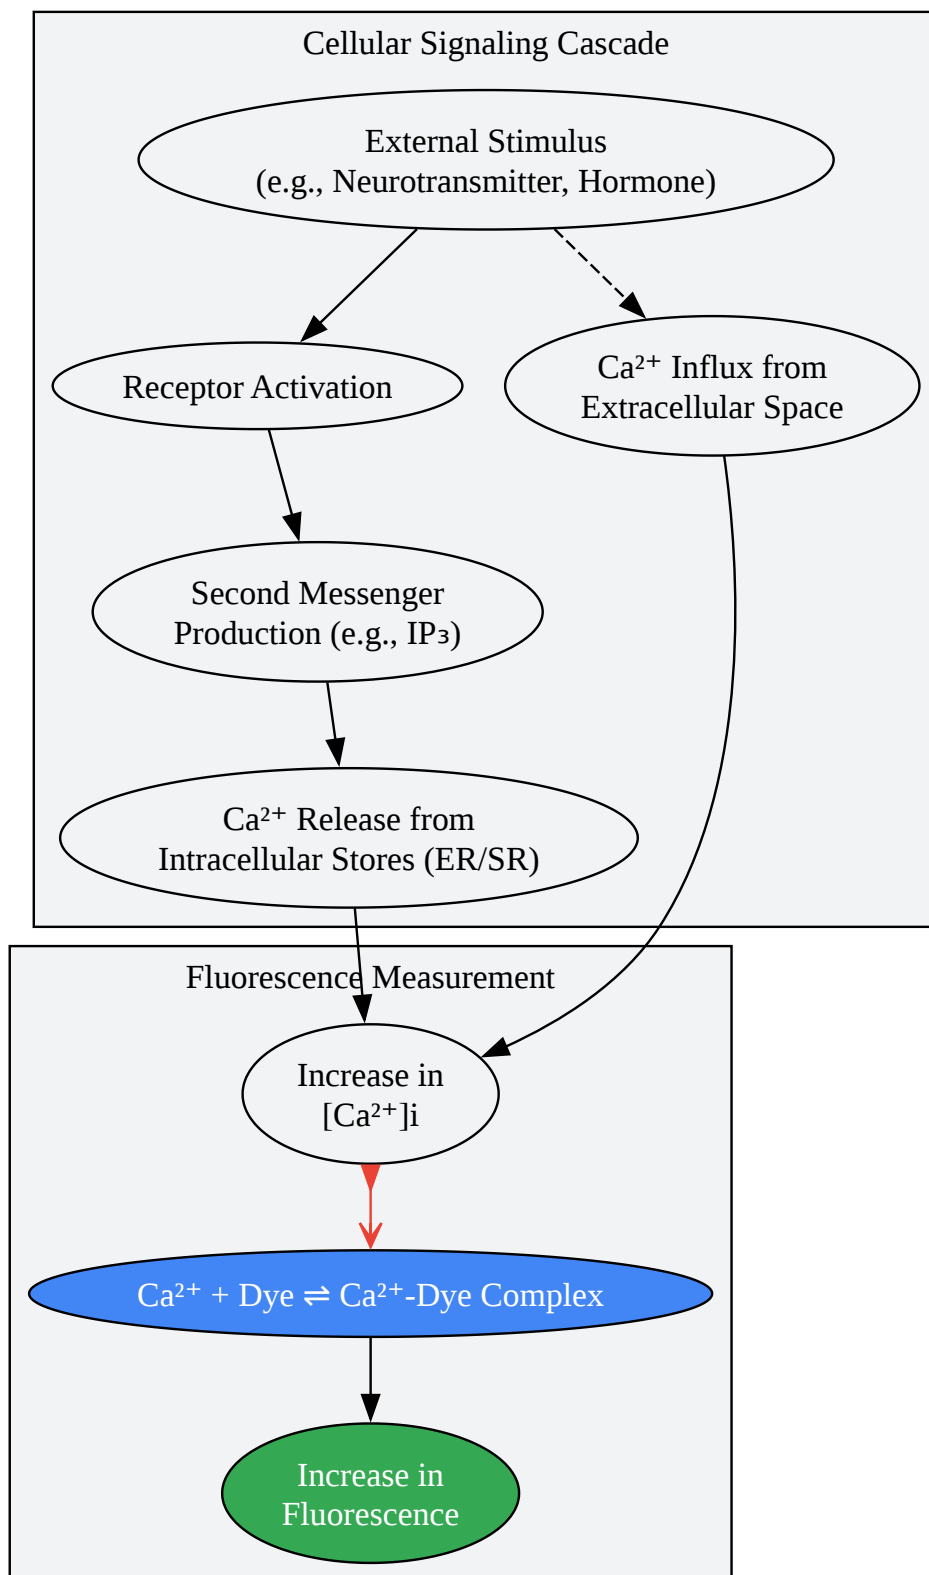 Cellular Signaling Cascade
External Stimulus
(e.g., Neurotransmitter, Hormone)
Receptor Activation
Ca²⁺ Influx from
Extracellular Space
Second Messenger
Production (e.g., IP₃)
Ca²⁺ Release from
Intracellular Stores (ER/SR)
Fluorescence Measurement
Increase in
[Ca²⁺]i
Ca²⁺ + Dye ⇌ Ca²⁺-Dye Complex
Increase in
Fluorescence